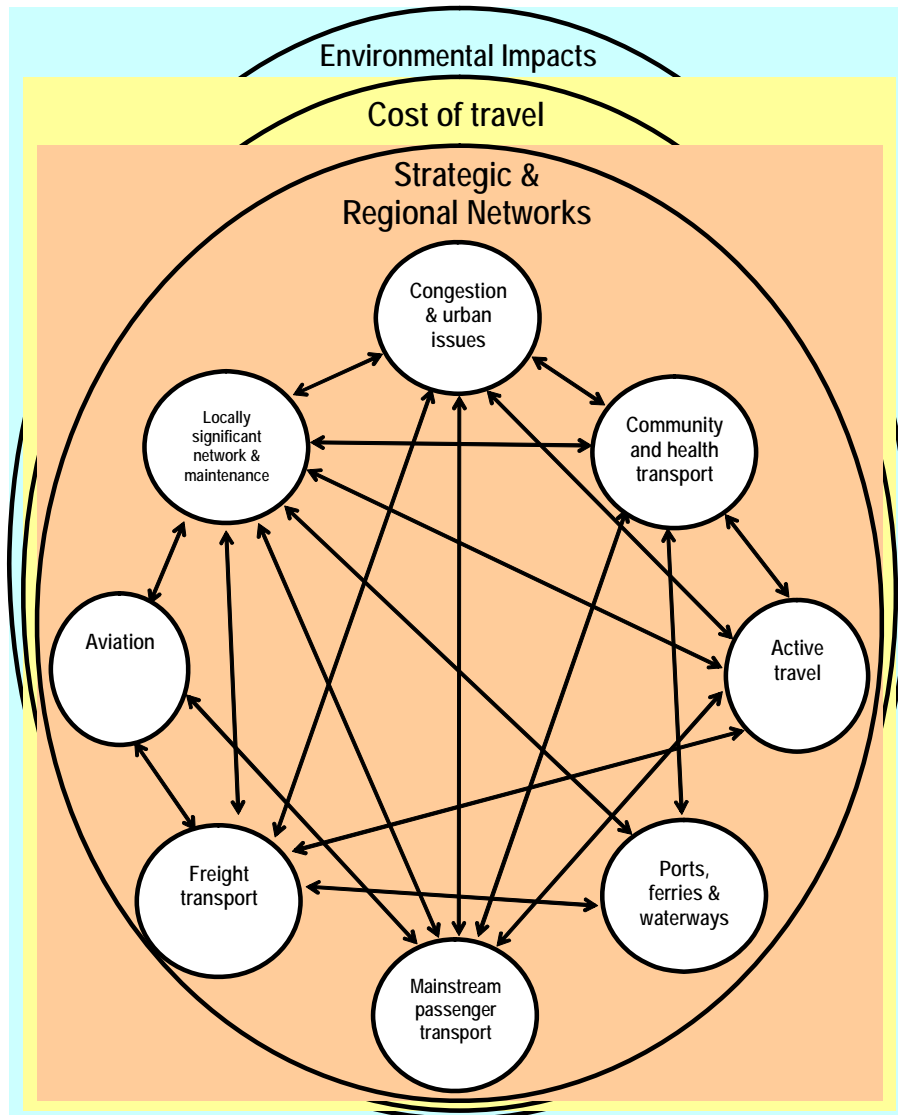 Environmental Impacts
Cost of travel
Strategic &
Regional Networks
Congestion
& urban
issues
Locally
significant
network &
maintenance
Community
and health
transport
Aviation
Active
travel
Freight
transport
Ports,
ferries &
waterways
Mainstream
passenger
transport